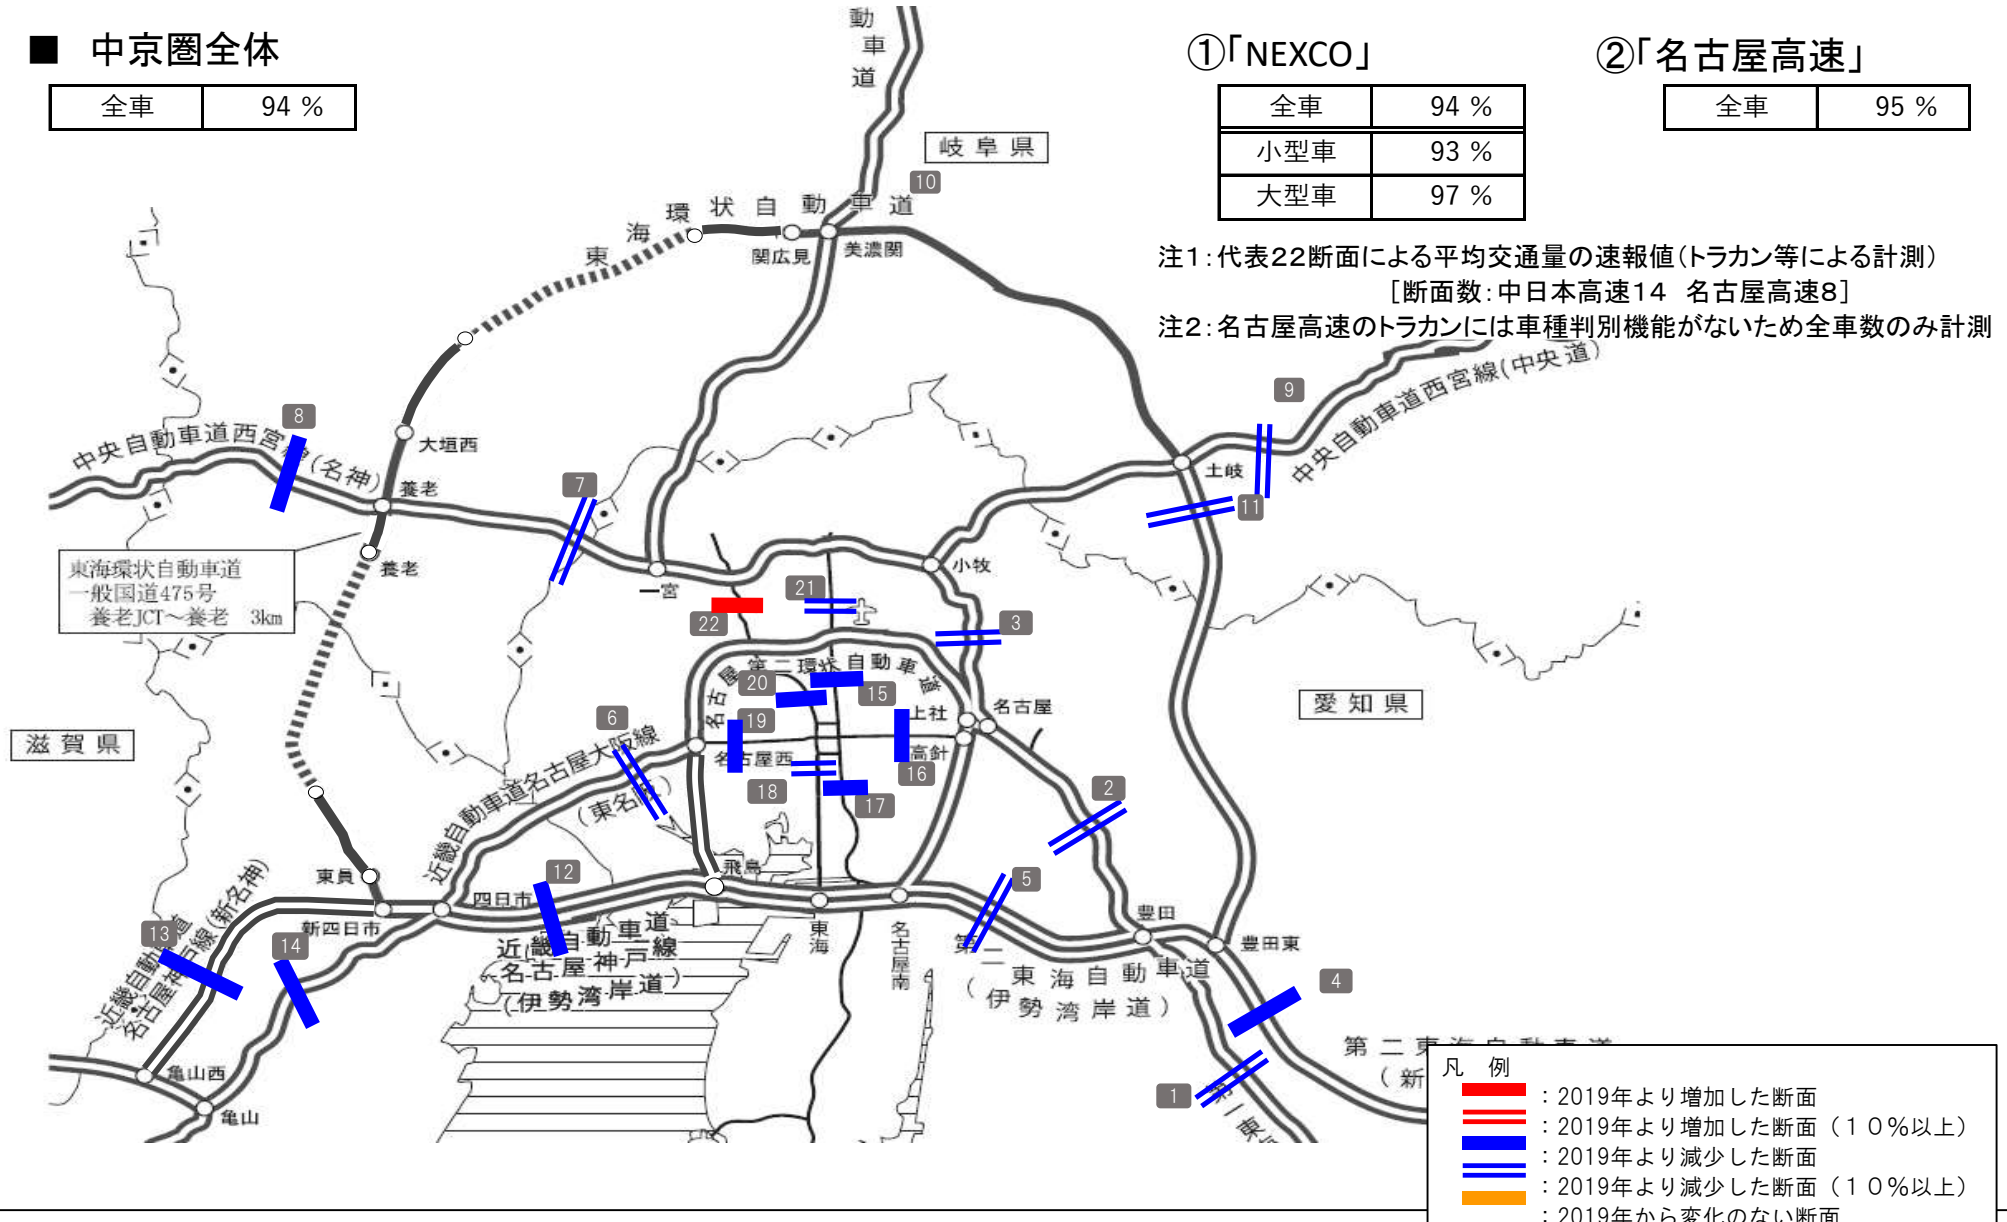 ■ 中京圏全体
全車 94 %
①「NEXCO」
全車 94 %
小型車 93 %
大型車 97 %
②「名古屋高速」
全車 95 %
注1：代表22断面による平均交通量の速報値（トラカン等による計測）
［断面数：中日本高速14 名古屋高速8］
注2：名古屋高速のトラカンには車種判別機能がないため全車数のみ計測
動車道
岐阜県
10
東海環状自動車道
関広見
美濃関
9
中央自動車道西宮線(中央道)
8
中央自動車道西宮線(名神)
大垣西
養老
7
土岐
11
養老
東海環状自動車道
一般国道475号
養老JCT～養老 3km
一宮
小牧
21
22
3
名古屋第二環状自動車道
20
15
19
上社
名古屋
愛知県
滋賀県
6
名古屋西
高針
16
18
17
近畿自動車道名古屋大阪線
(東名阪)
2
飛島
東員
12
四日市
5
新四日市
13
14
近畿自動車道
名古屋神戸線(新名神)
近畿自動車道
名古屋神戸線
(伊勢湾岸道)
東海
名古屋南
豊田
豊田東
第二東海自動車道
(伊勢湾岸道)
4
亀山西
亀山
1
第一東
第二東海自動車道
(新
凡 例
：2019年より増加した断面
：2019年より増加した断面（１０％以上）
：2019年より減少した断面
：2019年より減少した断面（１０％以上）
：2019年から変化のない断面